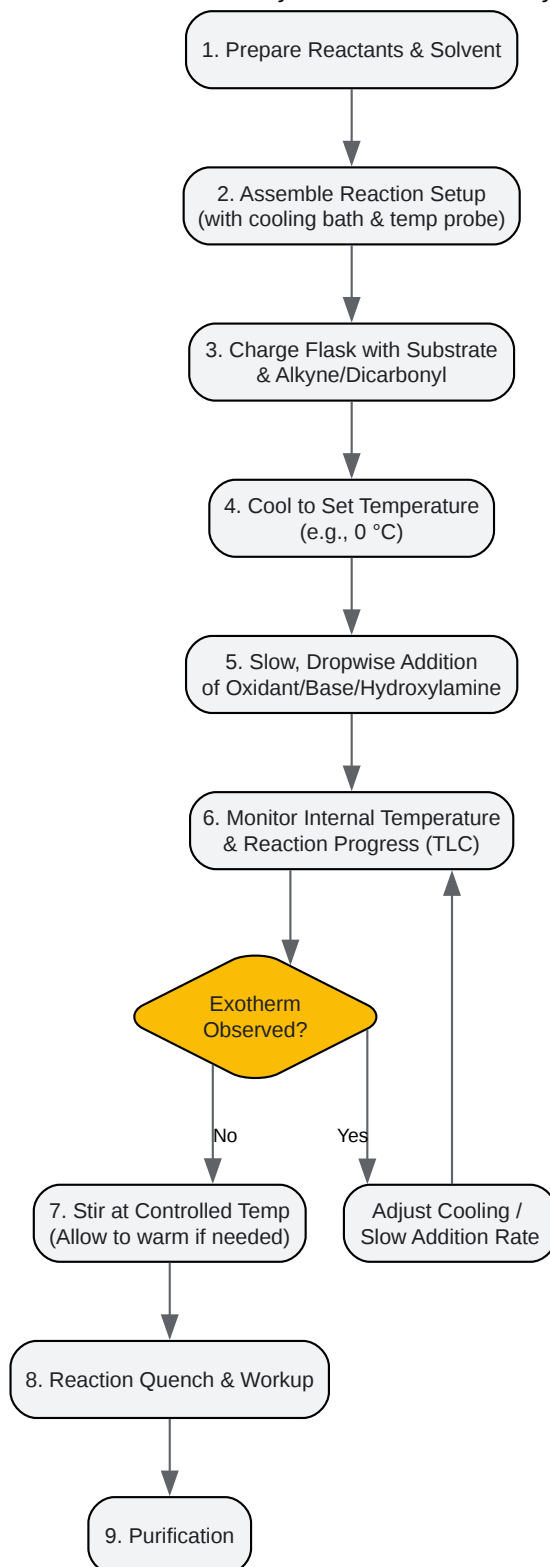 1. Prepare Reactants & Solvent
2. Assemble Reaction Setup
(with cooling bath & temp probe)
3. Charge Flask with Substrate
& Alkyne/Dicarbonyl
4. Cool to Set Temperature
(e.g., 0 °C)
5. Slow, Dropwise Addition
of Oxidant/Base/Hydroxylamine
6. Monitor Internal Temperature
& Reaction Progress (TLC)
Exotherm
Observed?
No
Yes
7. Stir at Controlled Temp
(Allow to warm if needed)
Adjust Cooling /
Slow Addition Rate
8. Reaction Quench & Workup
9. Purification